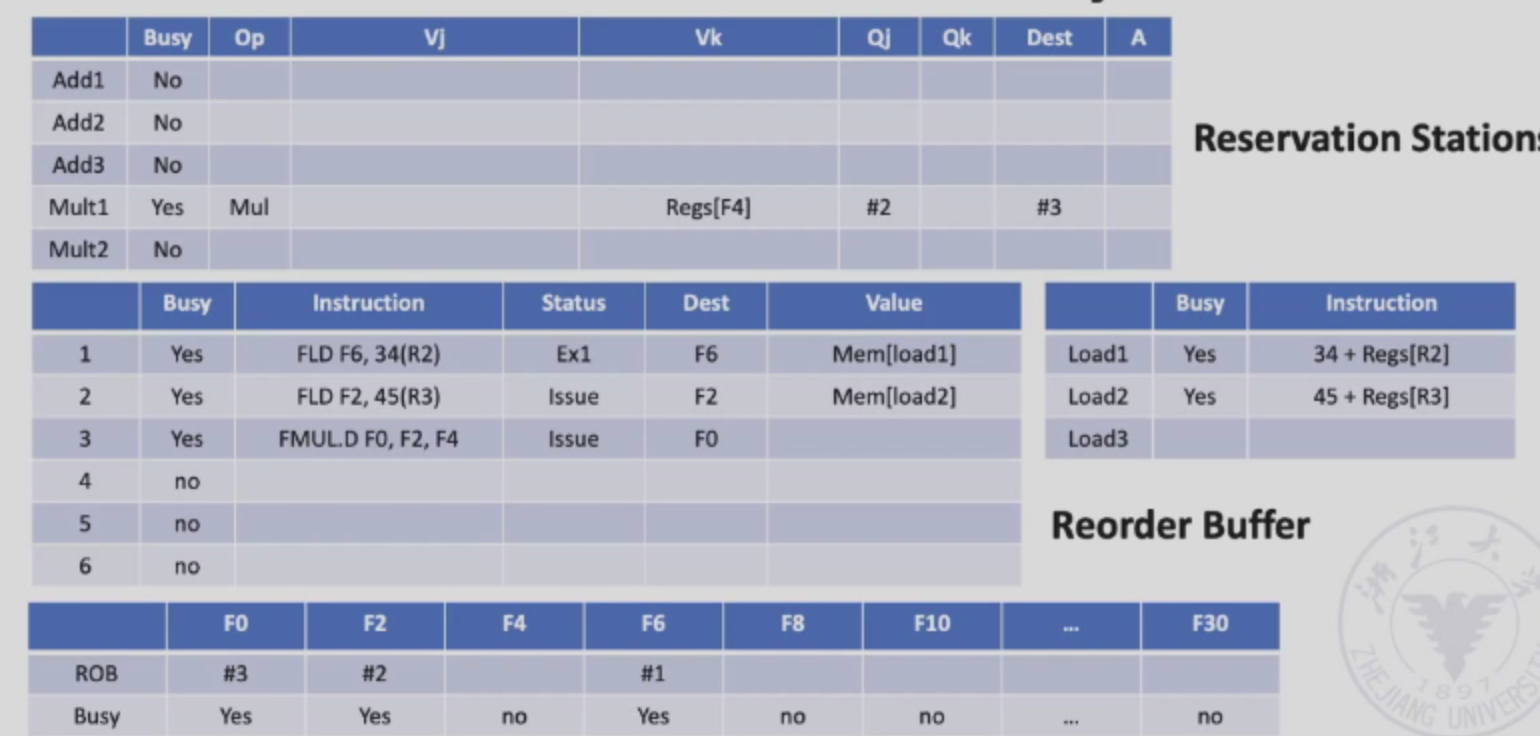 Busy Op Vj Vk Qj Qk Dest A
Add1 No
Add2 No
Add3 No
Mult1 Yes Mul Regs[F4] #2 #3
Mult2 No
Reservation Stations
Busy Instruction Status Dest Value
1 Yes FLD F6, 34(R2) Ex1 F6 Mem[load1]
2 Yes FLD F2, 45(R3) Issue F2 Mem[load2]
3 Yes FMUL.D F0, F2, F4 Issue F0
4 no
5 no
6 no
Busy Instruction
Load1 Yes 34 + Regs[R2]
Load2 Yes 45 + Regs[R3]
Load3
Reorder Buffer
F0 F2 F4 F6 F8 F10 ... F30
ROB #3 #2 #1
Busy Yes Yes no Yes no no ... no
ZHEJIANG UNIVERSITY
1897